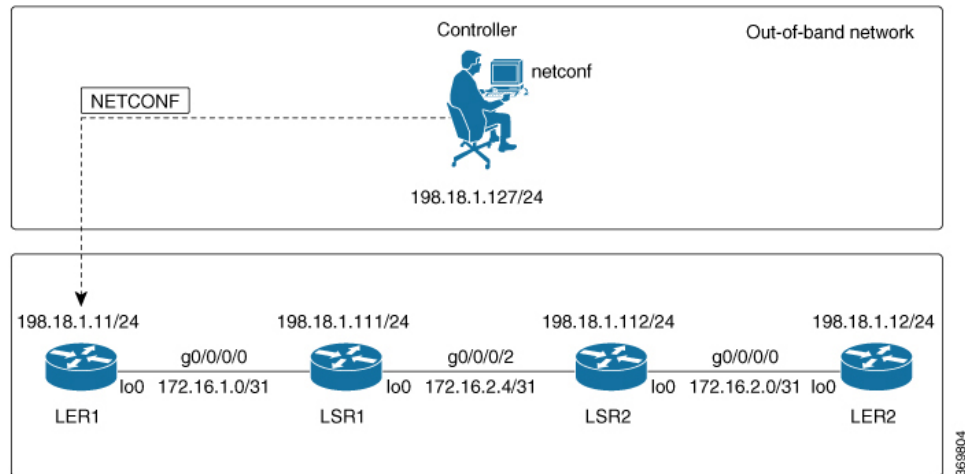 Controller
Out-of-band network
netconf
NETCONF
198.18.1.127/24
198.18.1.11/24
198.18.1.111/24
198.18.1.112/24
198.18.1.12/24
g0/0/0/0
g0/0/0/2
g0/0/0/0
lo0 172.16.1.0/31
lo0 172.16.2.4/31
lo0 172.16.2.0/31 lo0
LER1
LSR1
LSR2
LER2
369804